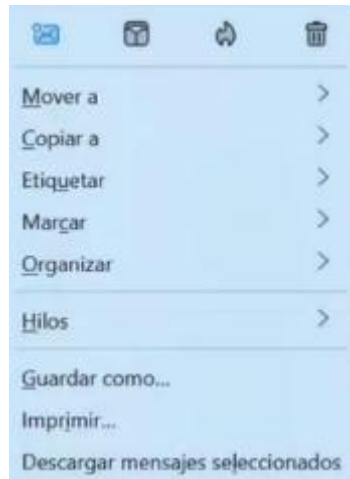 Mover a
Copiar a
Etiquetar
Marcar
Organizar
Hilos
Guardar como...
Imprimir...
Descargar mensajes seleccionados